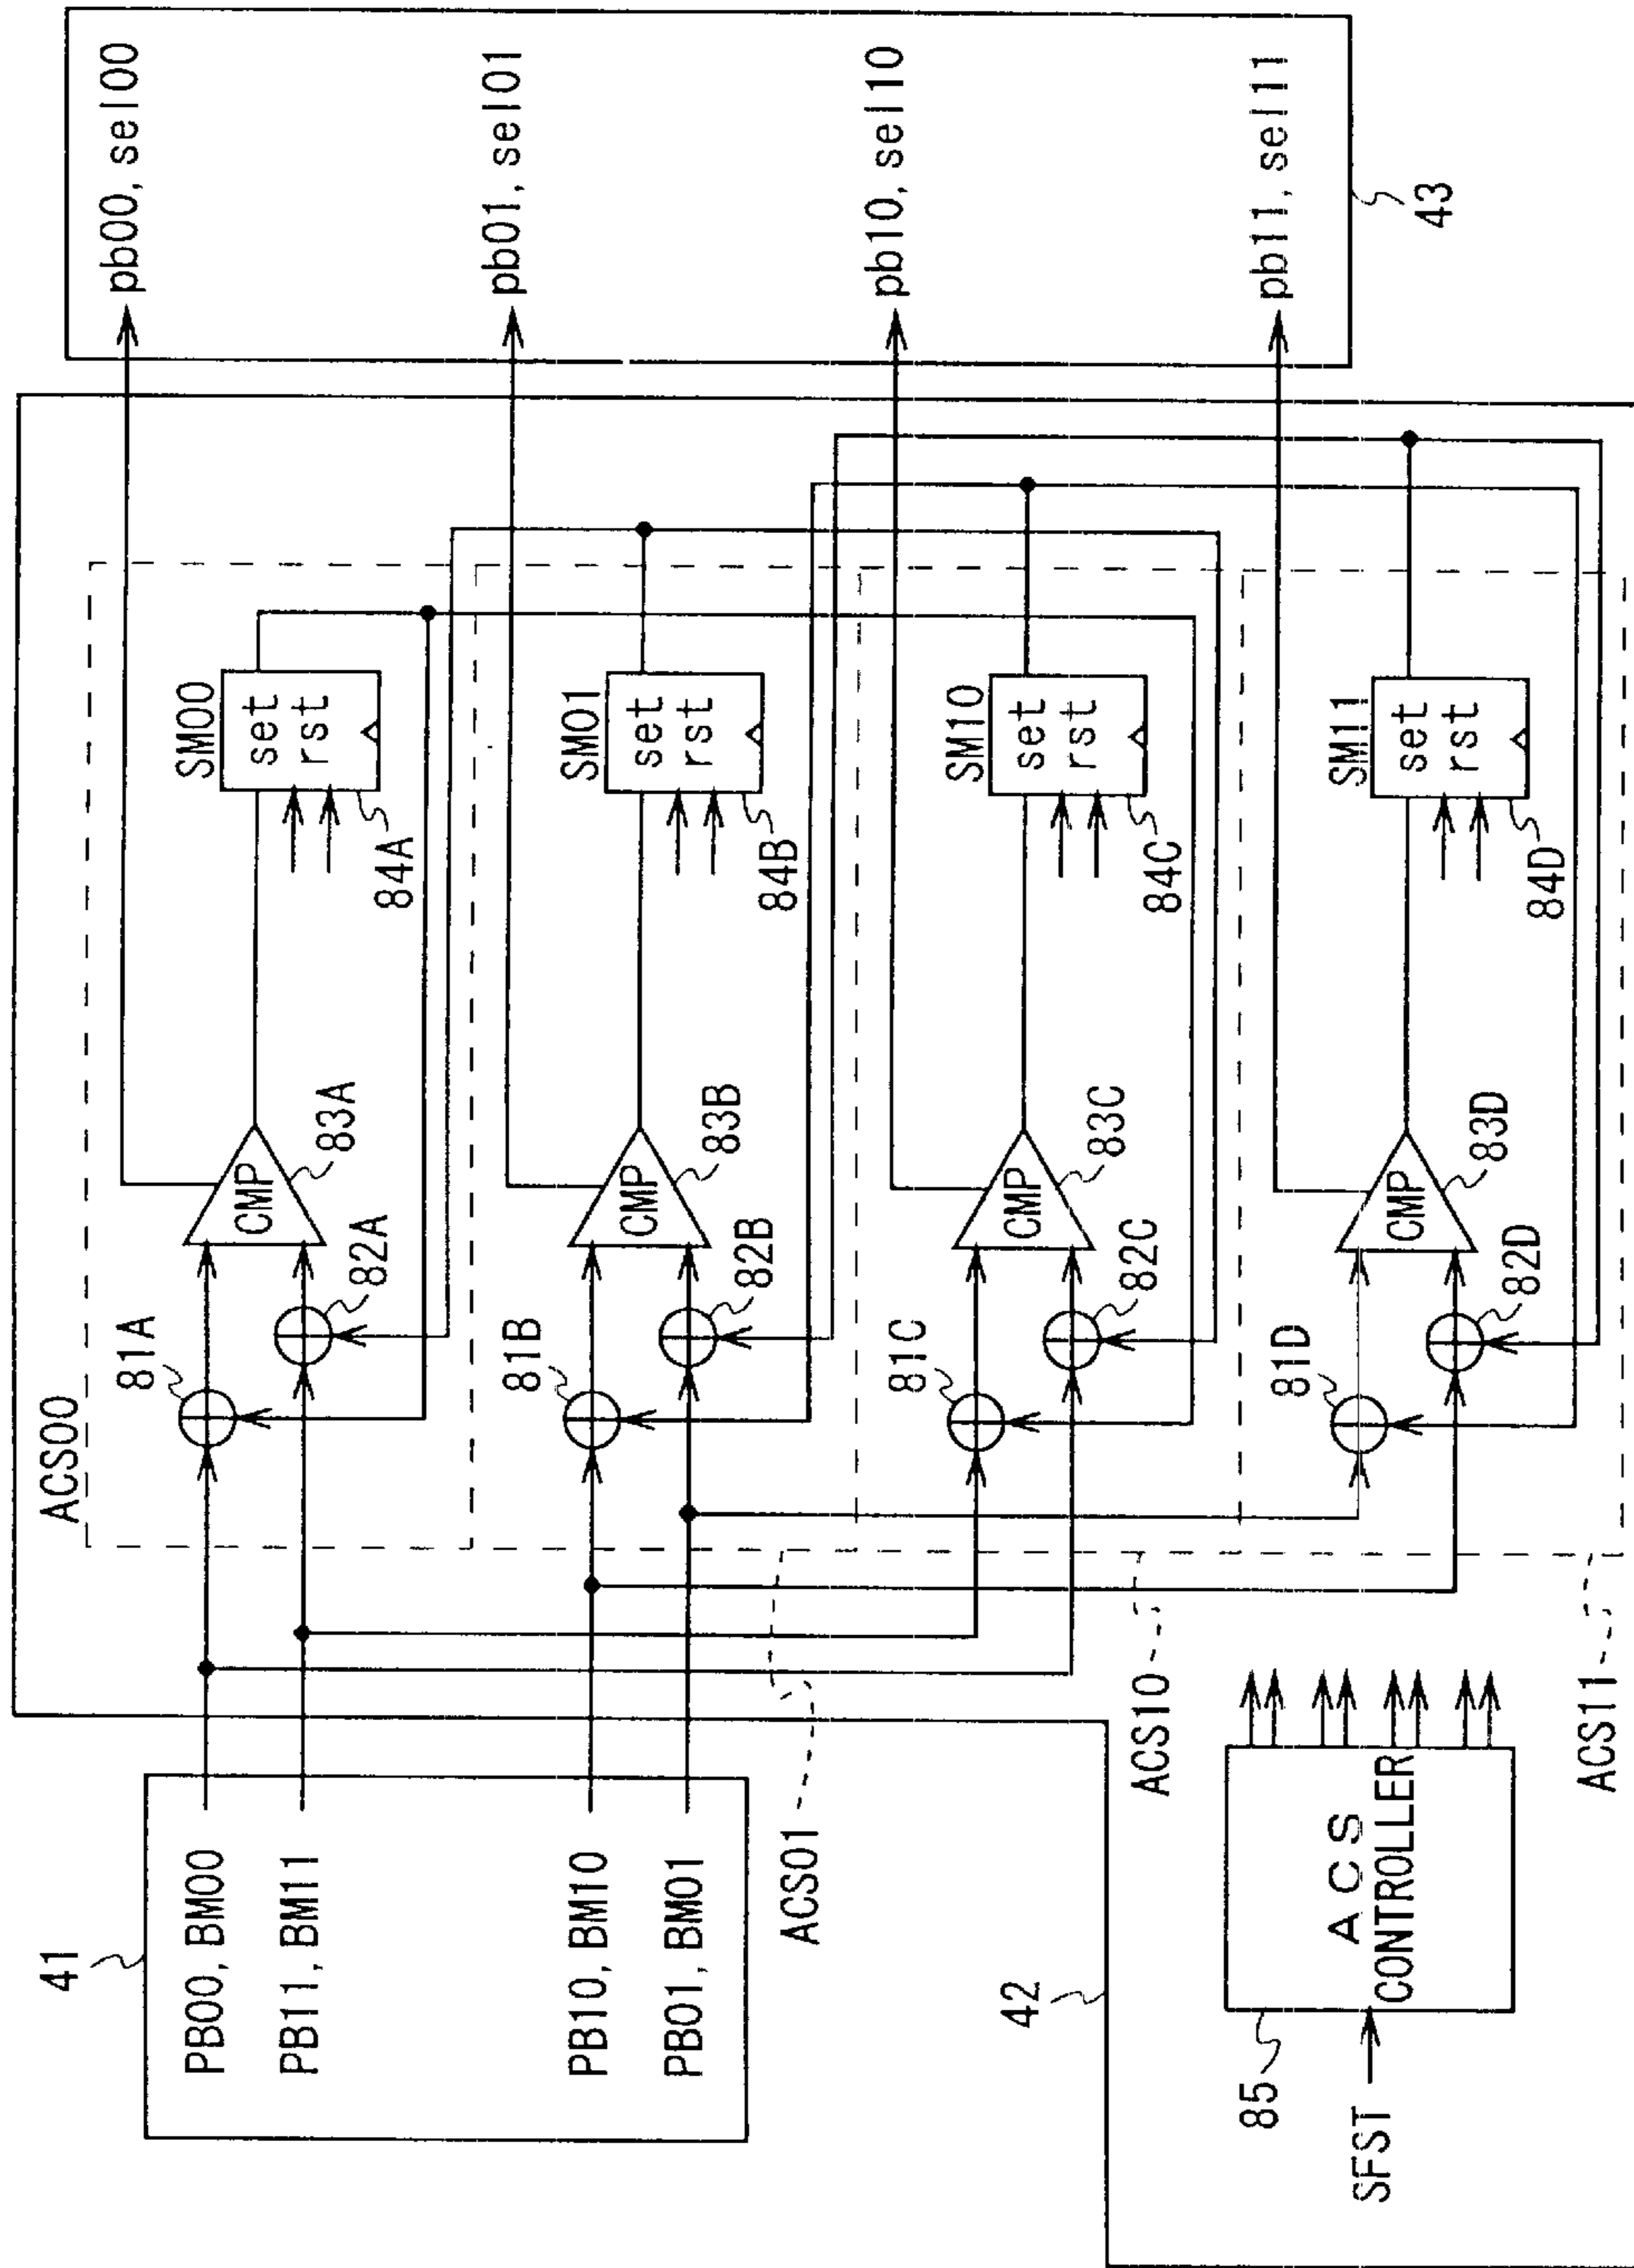 41
PB00, BM00
PB11, BM11
PB10, BM10
PB01, BM01
42
85
SFST
ACS
CONTROLLER
ACS00
ACS01
ACS10
ACS11
81A
82A
CMP
83A
SM00
set
rst
84A
81B
82B
CMP
83B
SM01
set
rst
84B
81C
82C
CMP
83C
SM10
set
rst
84C
81D
82D
CMP
83D
SM11
set
rst
84D
pb00, sel00
pb01, sel01
pb10, sel10
pb11, sel11
43